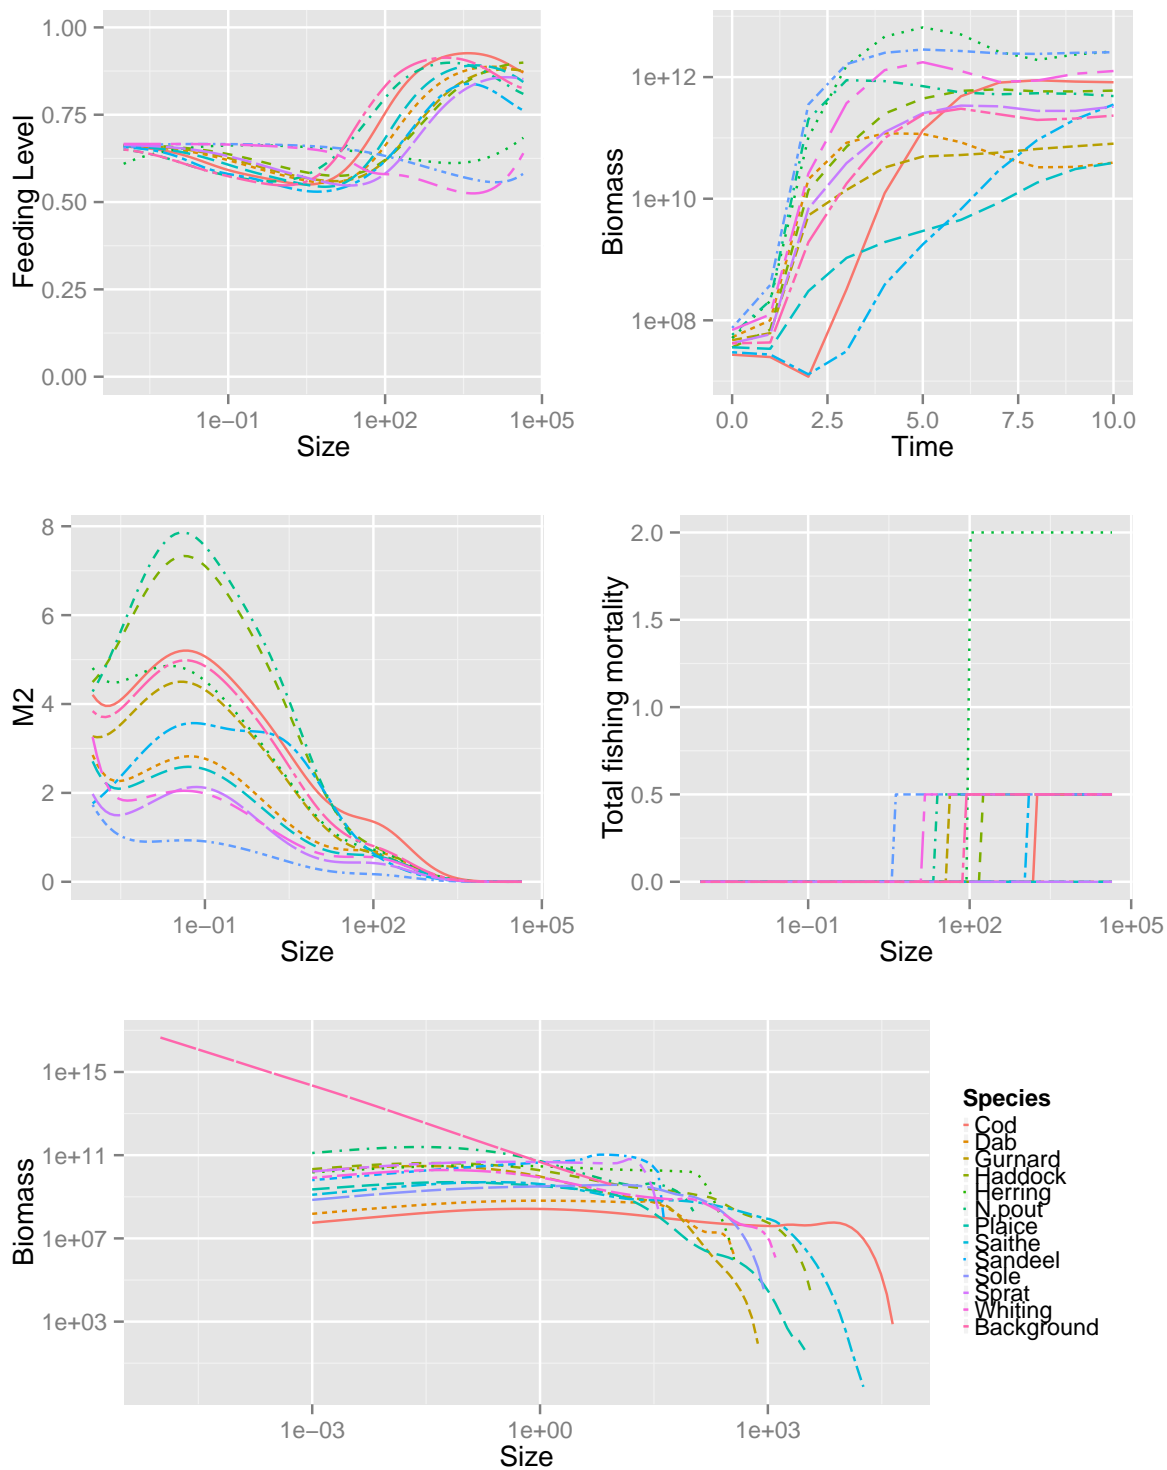 1.00
0.75
0.50
0.25
0.00
Feeding Level
1e−01 1e+02 1e+05
Size
1e+12
1e+10
1e+08
Biomass
0.0 2.5 5.0 7.5 10.0
Time
8
6
4
2
0
M2
1e−01 1e+02 1e+05
Size
2.0
1.5
1.0
0.5
0.0
Total fishing mortality
1e−01 1e+02 1e+05
Size
1e+15
1e+11
1e+07
1e+03
Biomass
1e−03 1e+00 1e+03
Size
Species
Cod
Dab
Gurnard
Haddock
Herring
N.pout
Plaice
Saithe
Sandeel
Sole
Sprat
Whiting
Background